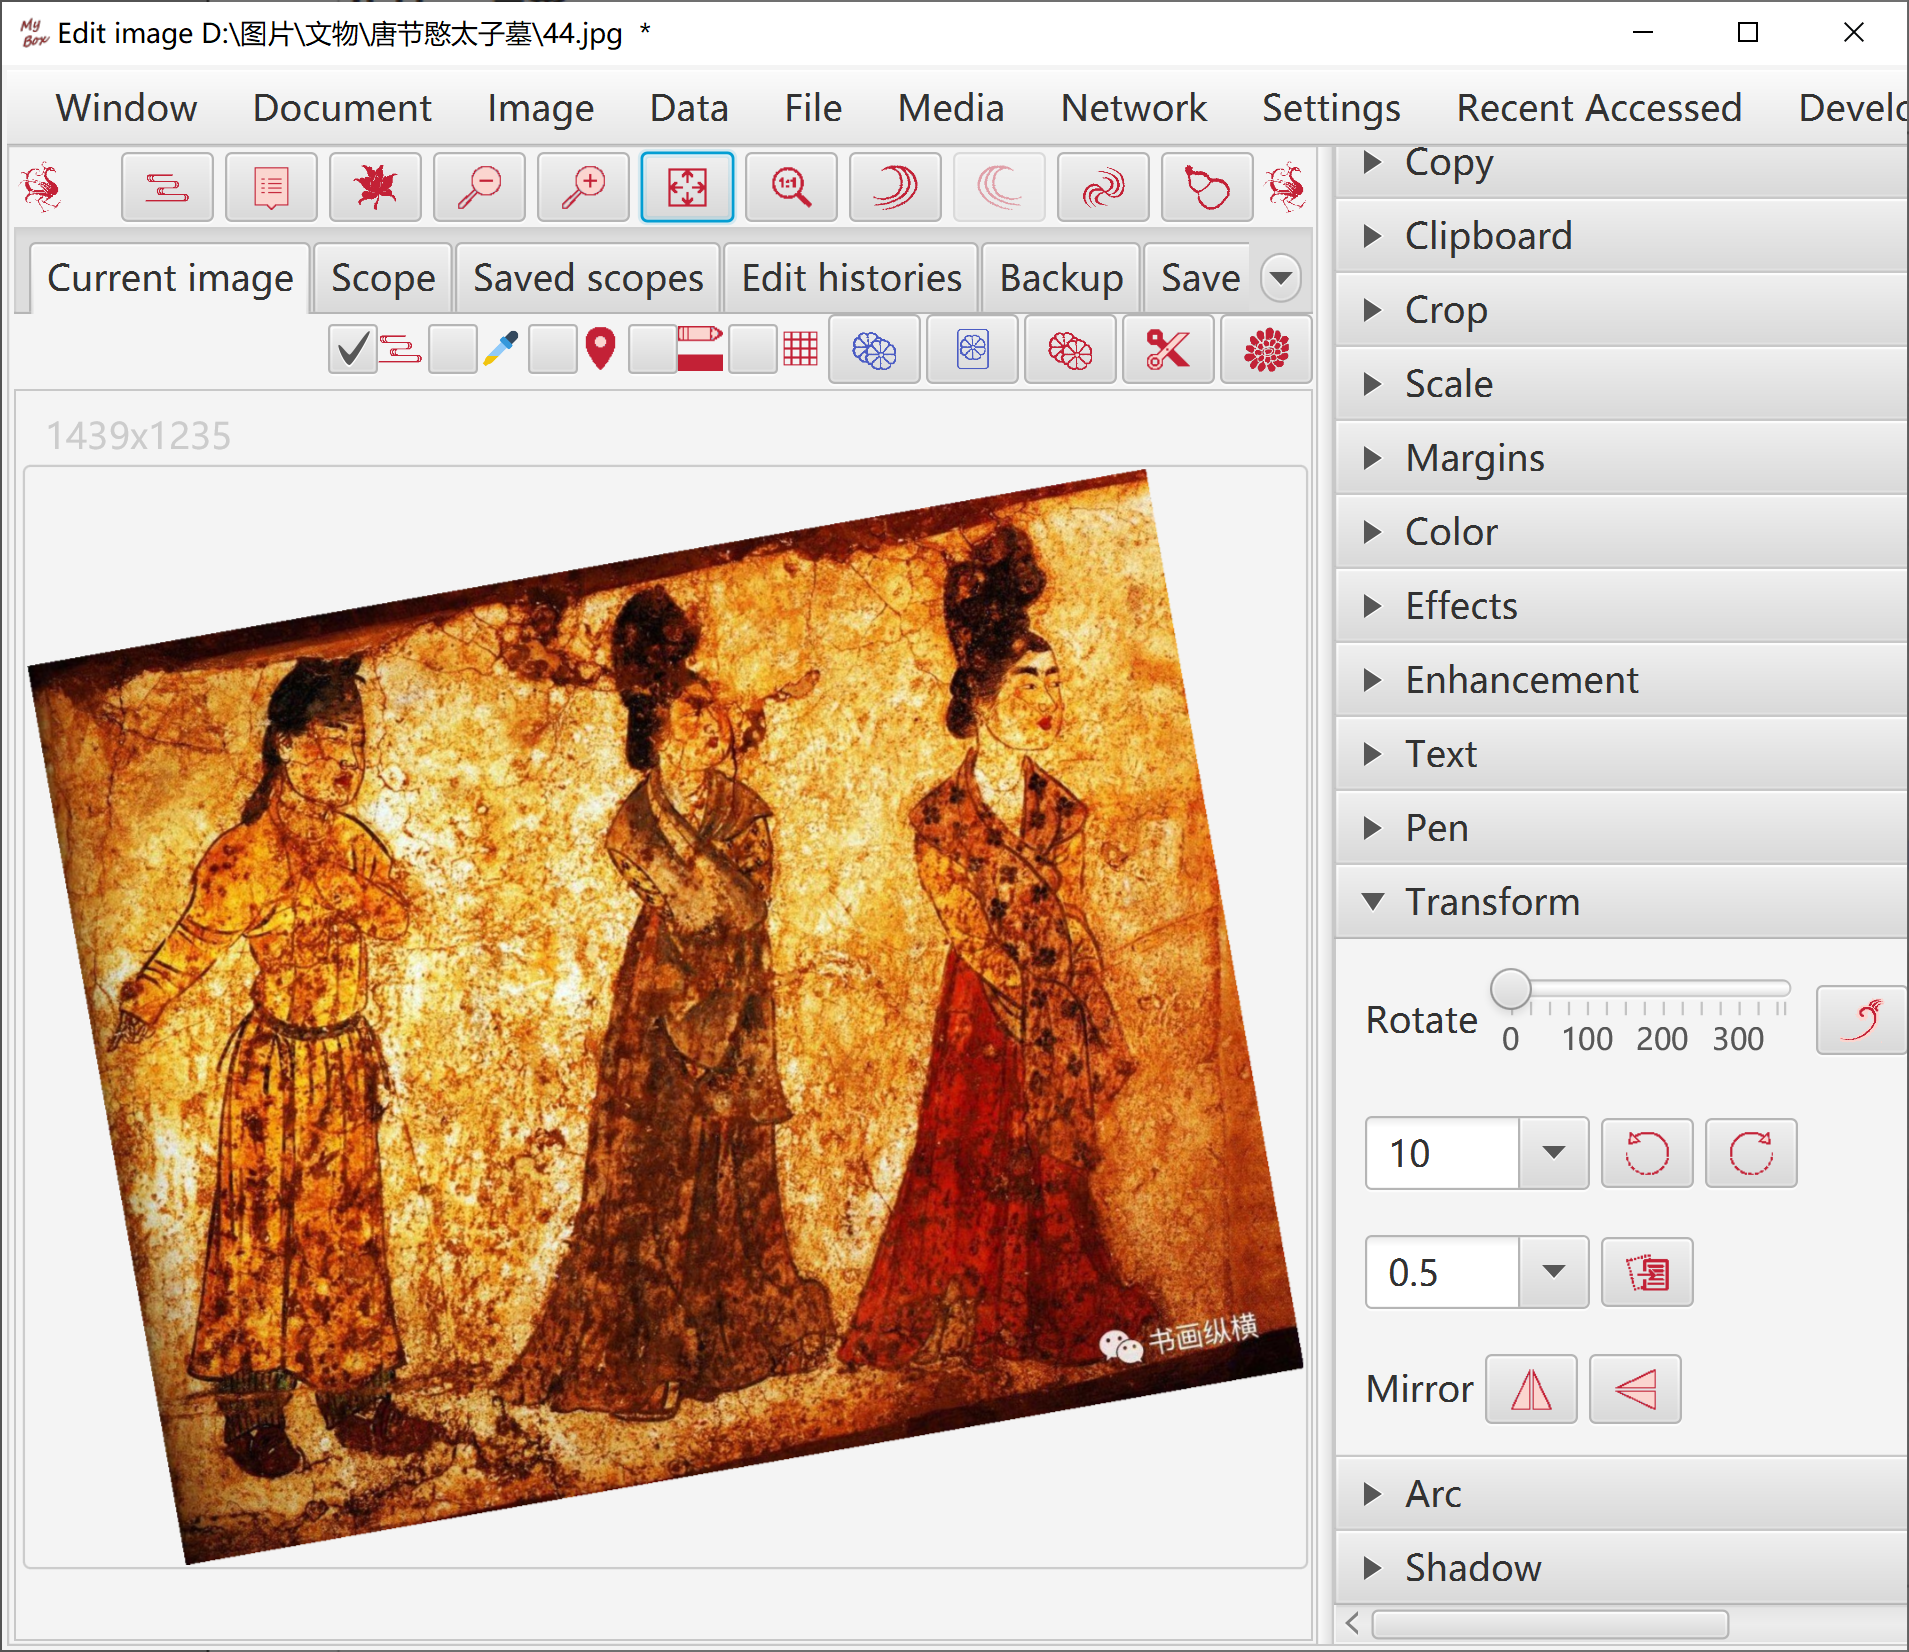 My Box
Edit image D:\图片\文物\唐节愍太子墓\44.jpg *
Window Document Image Data File Media Network Settings Recent Accessed Develo
Current image Scope Saved scopes Edit histories Backup Save
1439x1235
书画纵横
Copy
Clipboard
Crop
Scale
Margins
Color
Effects
Enhancement
Text
Pen
Transform
Rotate
0 100 200 300
10
0.5
Mirror
Arc
Shadow
1:1